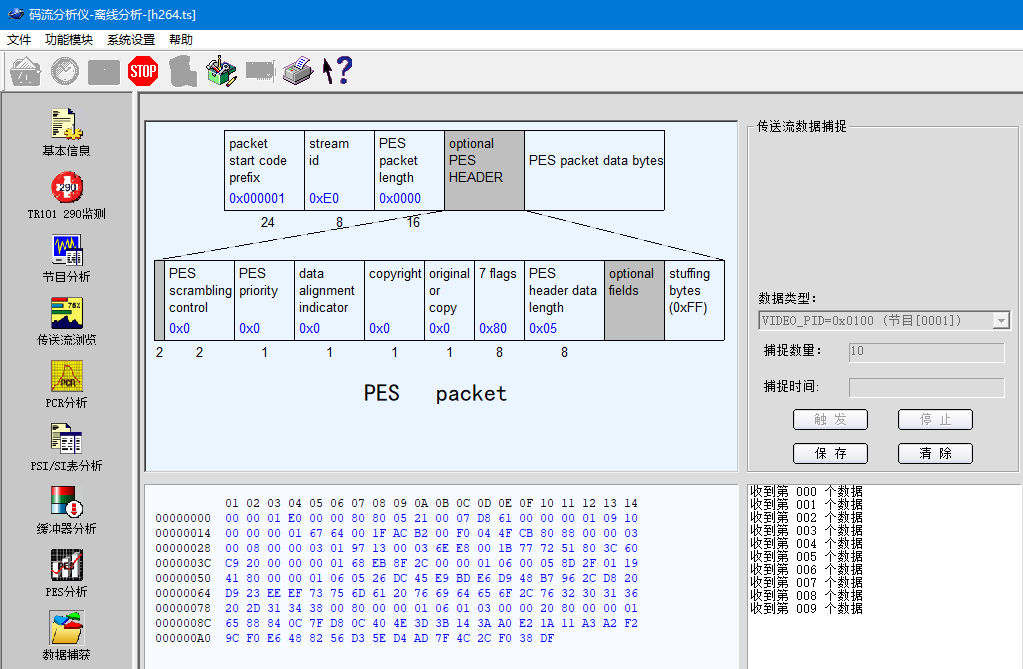 码流分析仪-离线分析-[h264.ts]
文件 功能模块 系统设置 帮助
STOP
基本信息
290
TR101 290监测
节目分析
传送流浏览
PCR
PCR分析
PSI/SI表分析
缓冲器分析
PES
PES分析
数据捕获
packet start code prefix
0x000001
stream id
0xE0
PES packet length
0x0000
optional PES HEADER
PES packet data bytes
24 8 16
PES scrambling control
0x0
PES priority
0x0
data alignment indicator
0x0
copyright
0x0
original or copy
0x0
7 flags
0x80
PES header data length
0x05
optional fields
stuffing bytes (0xFF)
2 2 1 1 1 1 8 8
PES packet
01 02 03 04 05 06 07 08 09 0A 0B 0C 0D 0E 0F 10 11 12 13 14
00000000 00 00 01 E0 00 00 80 80 05 21 00 07 D8 61 00 00 00 01 09 10
00000014 00 00 00 01 67 64 00 1F AC B2 00 F0 04 4F CB 80 88 00 00 03
00000028 00 08 00 00 03 01 97 13 00 03 6E E8 00 1B 77 72 51 80 3C 60
0000003C C9 20 00 00 00 01 68 EB 8F 2C 00 00 01 06 00 05 8D 2F 01 19
00000050 41 80 00 00 01 06 05 26 DC 45 E9 BD E6 D9 48 B7 96 2C D8 20
00000064 D9 23 EE EF 73 75 6D 61 20 76 69 64 65 6F 2C 76 32 30 31 36
00000078 20 2D 31 34 38 00 80 00 00 01 06 01 03 00 00 20 80 00 00 01
0000008C 65 88 84 0C 7F D8 0C 40 4E 3D 3B 14 3A A0 E2 1A 11 A3 A2 F2
000000A0 9C F0 E6 48 82 56 D3 5E D4 AD 7F 4C 2C F0 38 DF
传送流数据捕捉
数据类型:
VIDEO_PID=0x0100 (节目[0001])
捕捉数量: 10
捕捉时间:
触 发 停 止
保 存 清 除
收到第 000 个数据
收到第 001 个数据
收到第 002 个数据
收到第 003 个数据
收到第 004 个数据
收到第 005 个数据
收到第 006 个数据
收到第 007 个数据
收到第 008 个数据
收到第 009 个数据